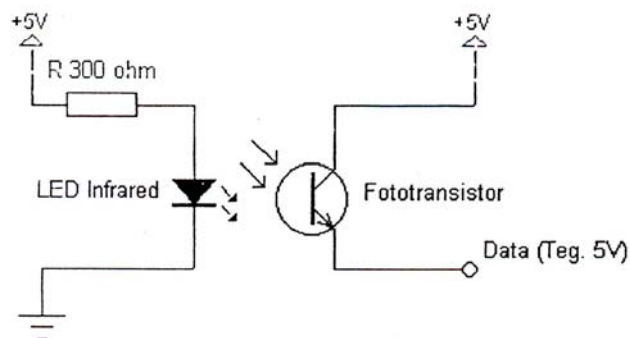 +5V
+5V
R 300 ohm
LED Infrared
Fototransistor
Data (Teg. 5V)